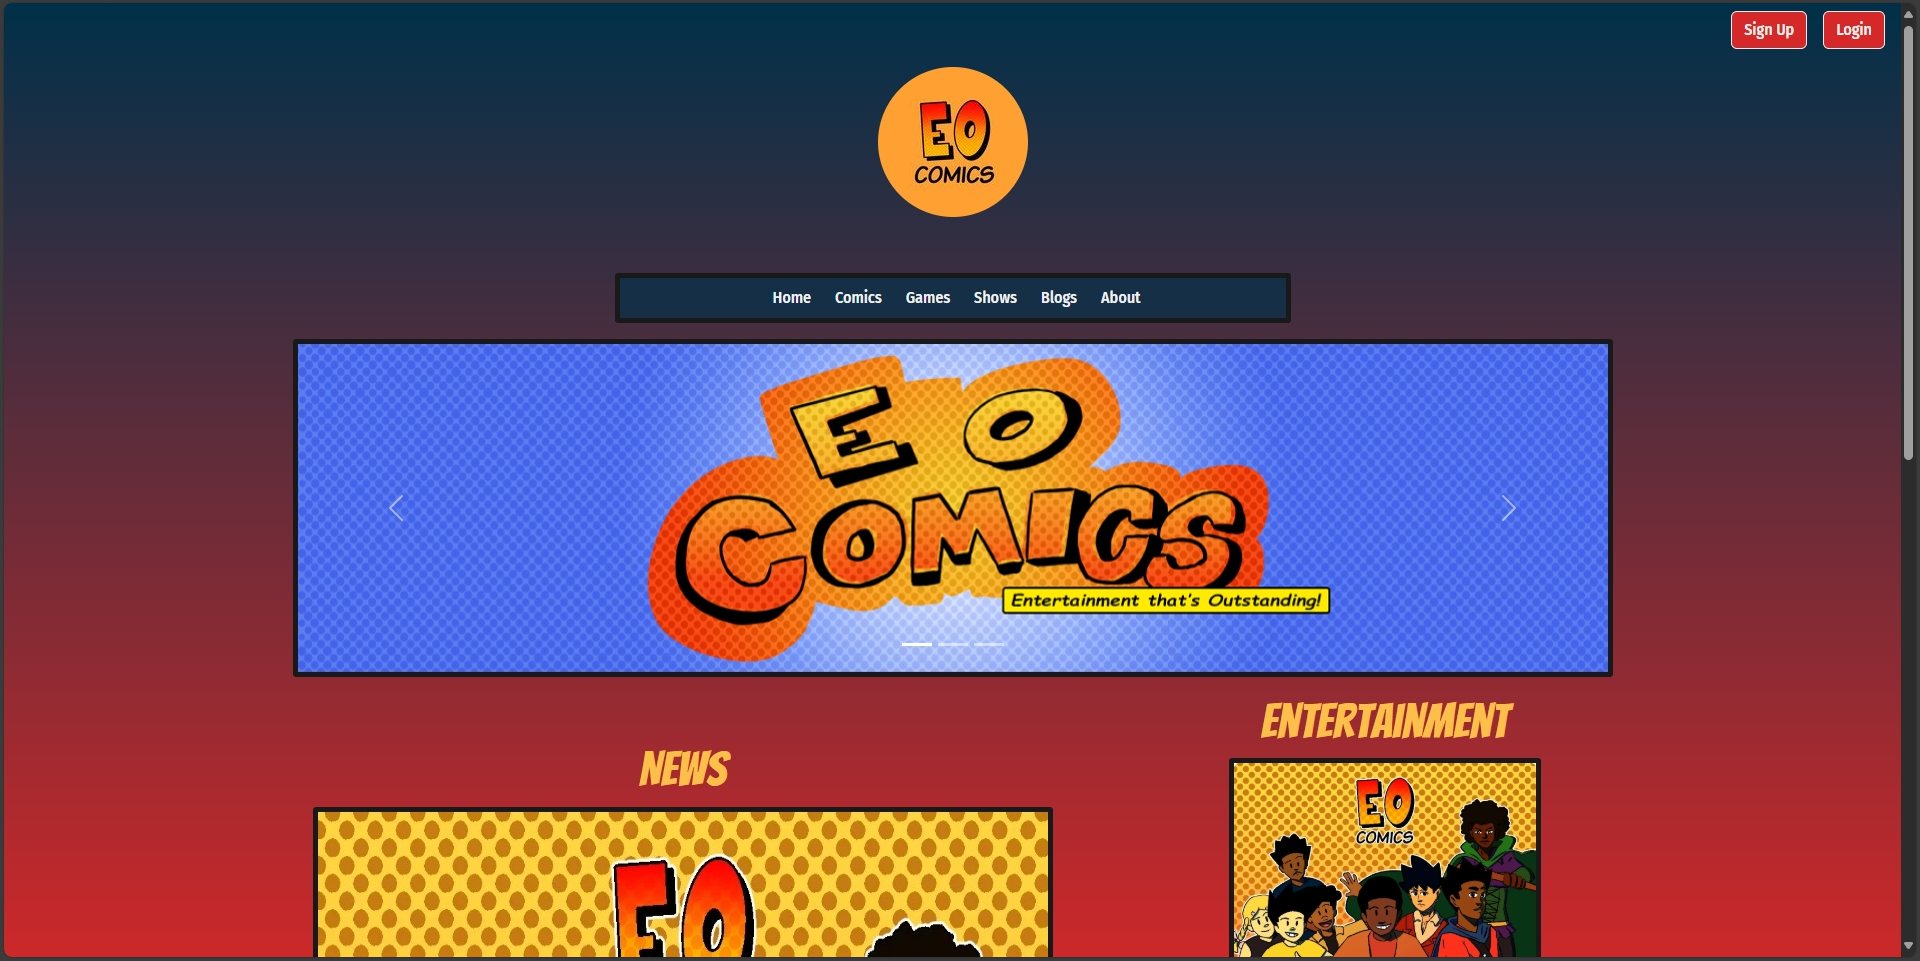 Sign Up Login
EO
COMICS
Home Comics Games Shows Blogs About
EO
COMICS
Entertainment that's Outstanding!
ENTERTAINMENT
NEWS
EO
COMICS
EO